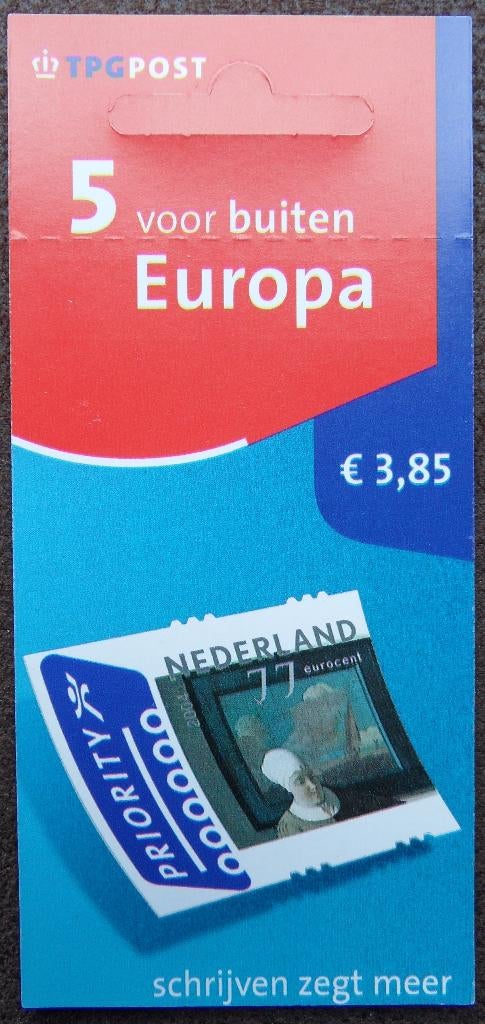 TPGPOST
5 voor buiten
Europa
€ 3,85
NEDERLAND
77 eurocent
PRIORITY
schrijven zegt meer